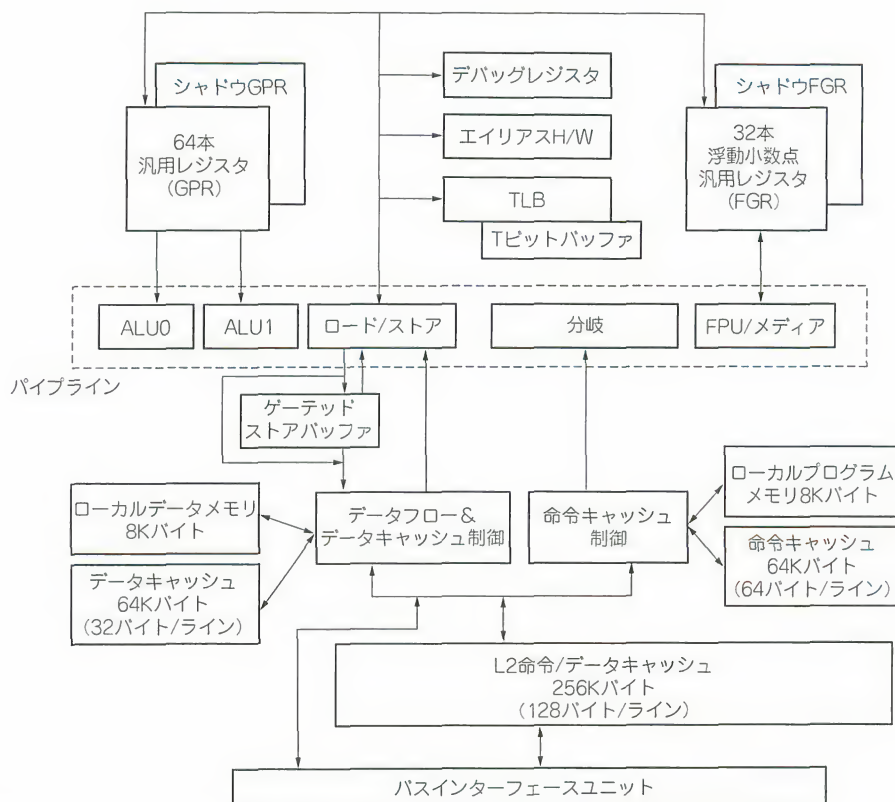 シャドウGPR
64本
汎用レジスタ
(GPR)
デバッグレジスタ
エイリアスH/W
TLB
Tビットバッファ
シャドウFGR
32本
浮動小数点
汎用レジスタ
(FGR)
ALU0
ALU1
ロード/ストア
分岐
FPU/メディア
パイプライン
ゲーテッド
ストアバッファ
ローカルデータメモリ
8Kバイト
データキャッシュ
64Kバイト
(32バイト/ライン)
データフロー&
データキャッシュ制御
命令キャッシュ
制御
ローカルプログラム
メモリ8Kバイト
命令キャッシュ
64Kバイト
(64バイト/ライン)
L2命令/データキャッシュ
256Kバイト
(128バイト/ライン)
バスインターフェースユニット